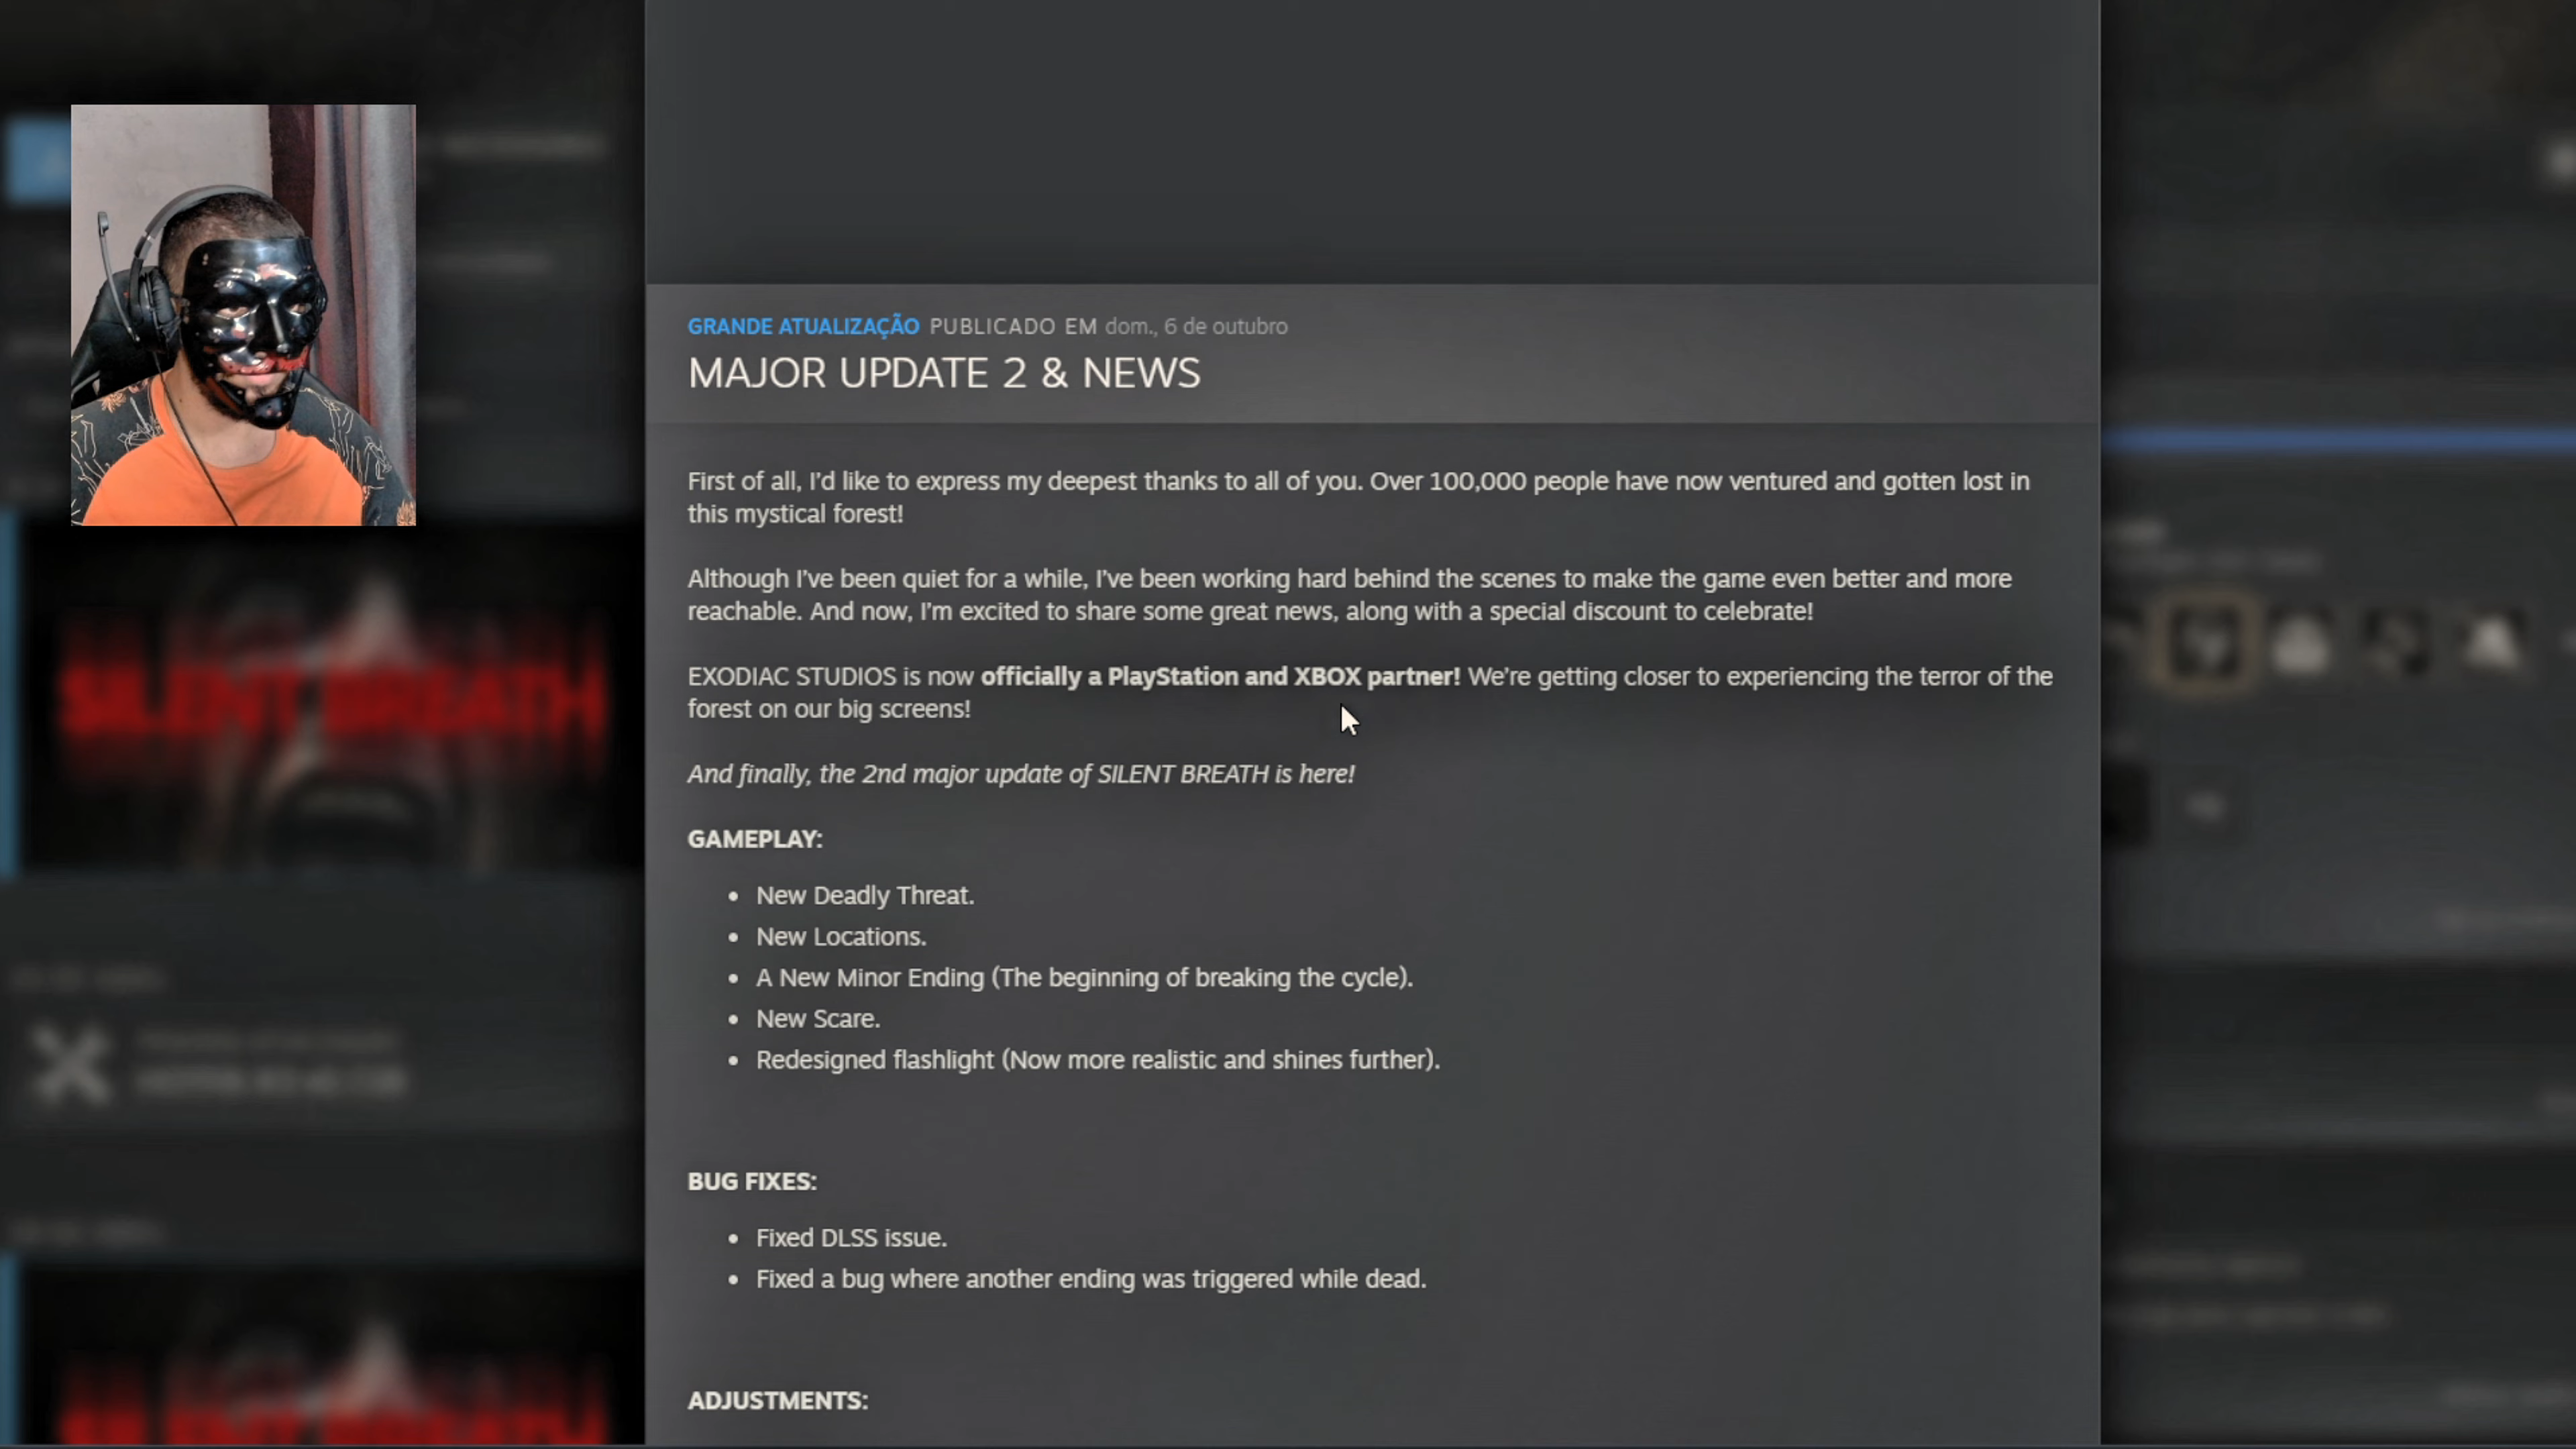 GRANDE ATUALIZAÇÃO PUBLICADO EM dom., 6 de outubro
MAJOR UPDATE 2 & NEWS
First of all, I'd like to express my deepest thanks to all of you. Over 100,000 people have now ventured and gotten lost in
this mystical forest!
Although I've been quiet for a while, I've been working hard behind the scenes to make the game even better and more
reachable. And now, I'm excited to share some great news, along with a special discount to celebrate!
EXODIAC STUDIOS is now officially a PlayStation and XBOX partner! We're getting closer to experiencing the terror of the
forest on our big screens!
And finally, the 2nd major update of SILENT BREATH is here!
GAMEPLAY:
• New Deadly Threat.
• New Locations.
• A New Minor Ending (The beginning of breaking the cycle).
• New Scare.
• Redesigned flashlight (Now more realistic and shines further).
BUG FIXES:
• Fixed DLSS issue.
• Fixed a bug where another ending was triggered while dead.
ADJUSTMENTS:
SILENT BREATH
SILENT BREATH